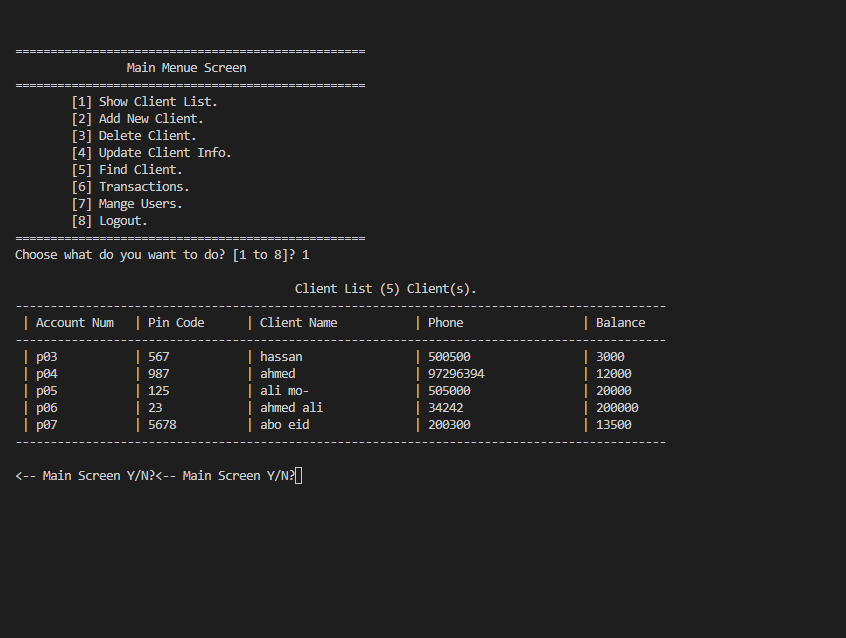 ==================================================
Main Menue Screen
==================================================
[1] Show Client List.
[2] Add New Client.
[3] Delete Client.
[4] Update Client Info.
[5] Find Client.
[6] Transactions.
[7] Mange Users.
[8] Logout.
==================================================
Choose what do you want to do? [1 to 8]? 1
Client List (5) Client(s).
---------------------------------------------------------------------------------------------
| Account Num | Pin Code | Client Name | Phone | Balance
---------------------------------------------------------------------------------------------
| p03 | 567 | hassan | 500500 | 3000
| p04 | 987 | ahmed | 97296394 | 12000
| p05 | 125 | ali mo- | 505000 | 20000
| p06 | 23 | ahmed ali | 34242 | 200000
| p07 | 5678 | abo eid | 200300 | 13500
---------------------------------------------------------------------------------------------
<-- Main Screen Y/N?<-- Main Screen Y/N?